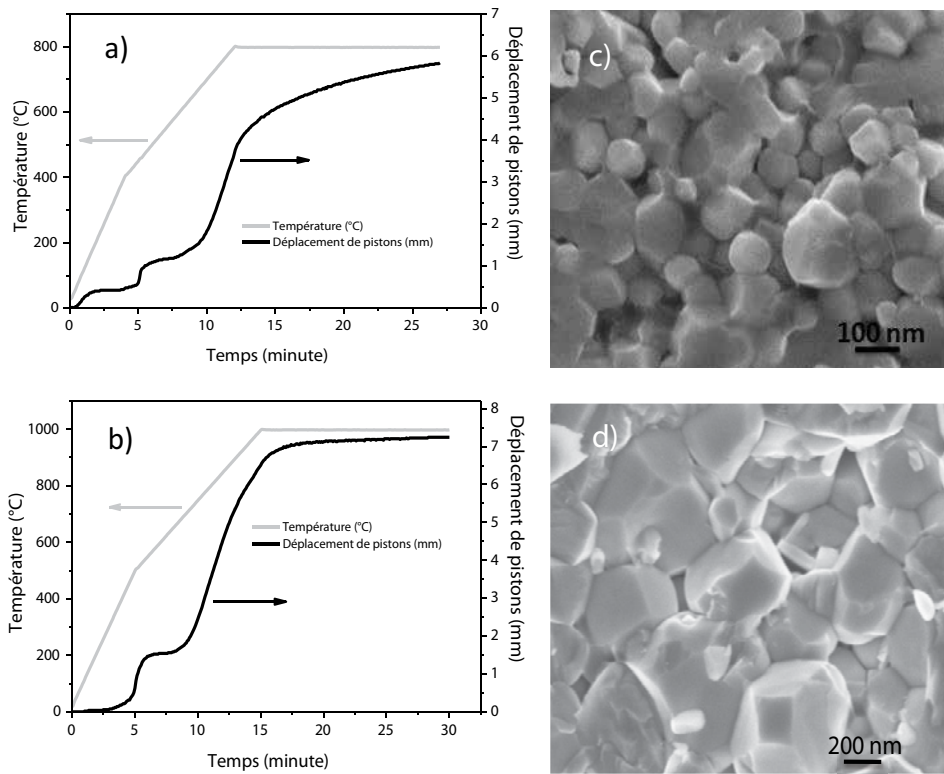 a)
Température (°C)
800
600
400
200
0
0 5 10 15 20 25 30
Temps (minute)
7
6
5
4
3
2
1
0
Déplacement de pistons (mm)
Température (°C)
Déplacement de pistons (mm)
c)
100 nm
b)
Température (°C)
1000
800
600
400
200
0
0 5 10 15 20 25 30
Temps (minute)
8
7
6
5
4
3
2
1
0
Déplacement de pistons (mm)
Température (°C)
Déplacement de pistons (mm)
d)
200 nm